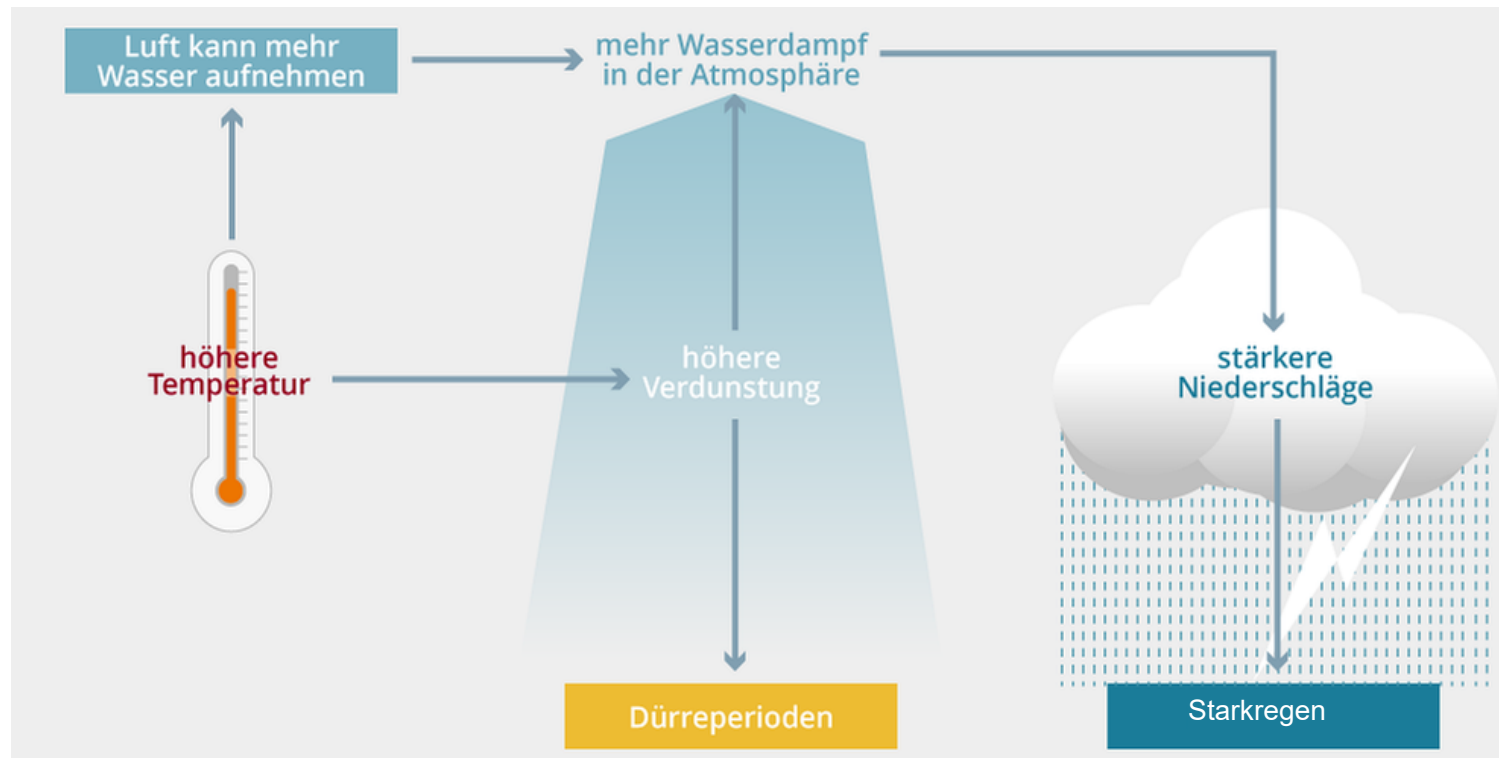 Luft kann mehr
Wasser aufnehmen
mehr Wasserdampf
in der Atmosphäre
höhere
Temperatur
höhere
Verdunstung
stärkere
Niederschläge
Dürreperioden
Starkregen